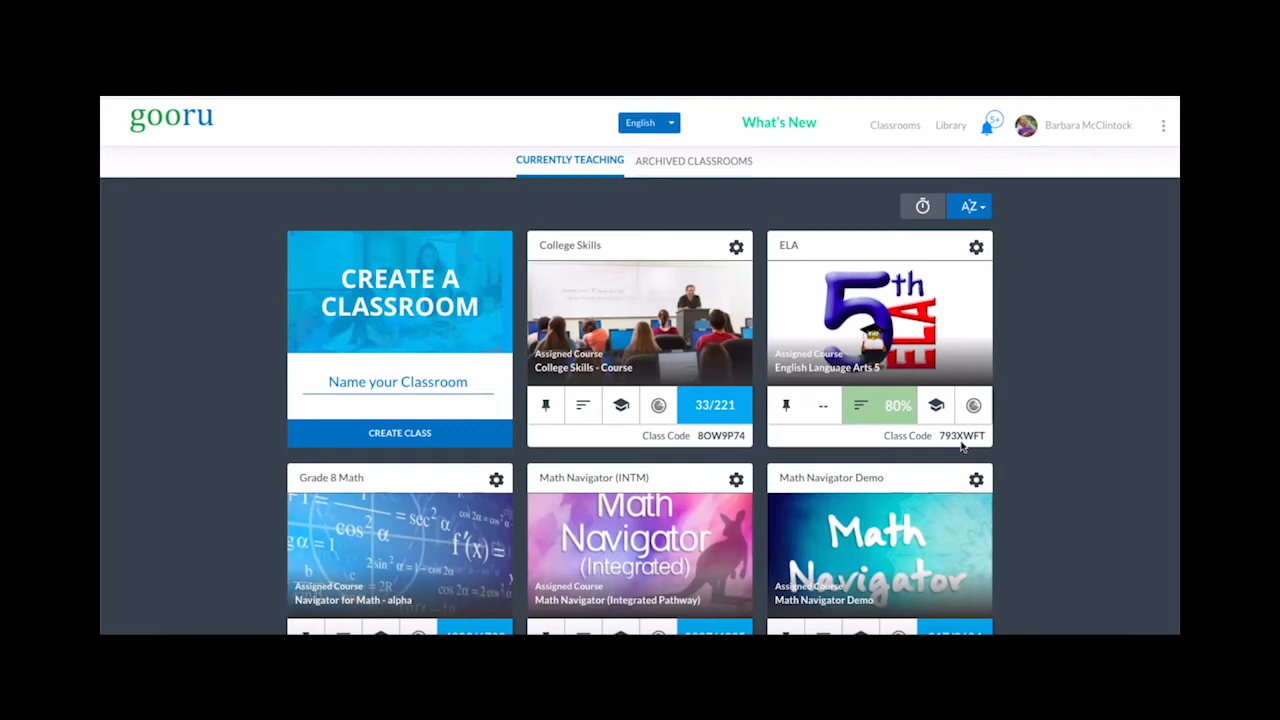 gooru
English
What's New
Classrooms
Library
5+
Barbara McClintock
CURRENTLY TEACHING
ARCHIVED CLASSROOMS
AZ
CREATE A
CLASSROOM
Name your Classroom
CREATE CLASS
College Skills
Assigned Course
College Skills - Course
33/221
Class Code 8OW9P74
ELA
5th
ELA
Assigned Course
English Language Arts 5
--
80%
Class Code 793XWFT
Grade 8 Math
Assigned Course
Navigator for Math - alpha
Math Navigator (INTM)
Math
Navigator
(Integrated)
Assigned Course
Math Navigator (Integrated Pathway)
Math Navigator Demo
Math
Navigator
Assigned Course
Math Navigator Demo